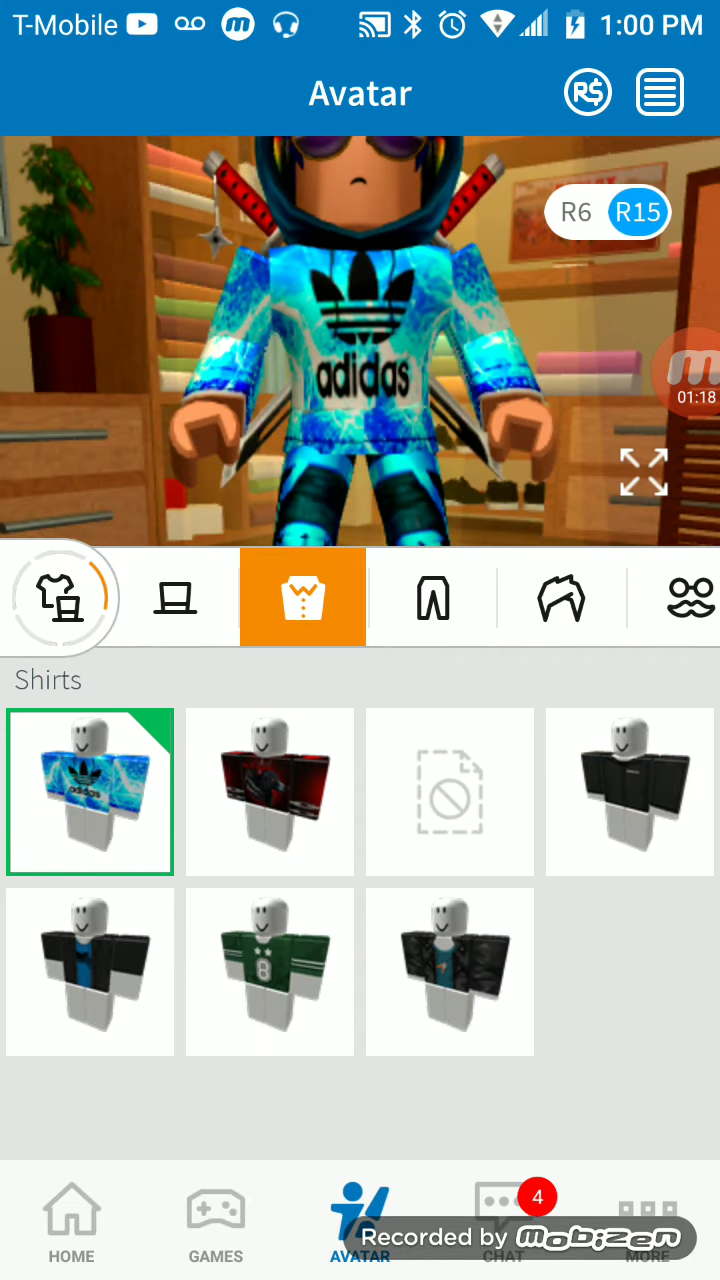 T-Mobile 1:00 PM
Avatar R$
R6 R15
adidas
01:18
Shirts
adidas
8
4
Recorded by mobizen
HOME GAMES AVATAR CHAT MORE